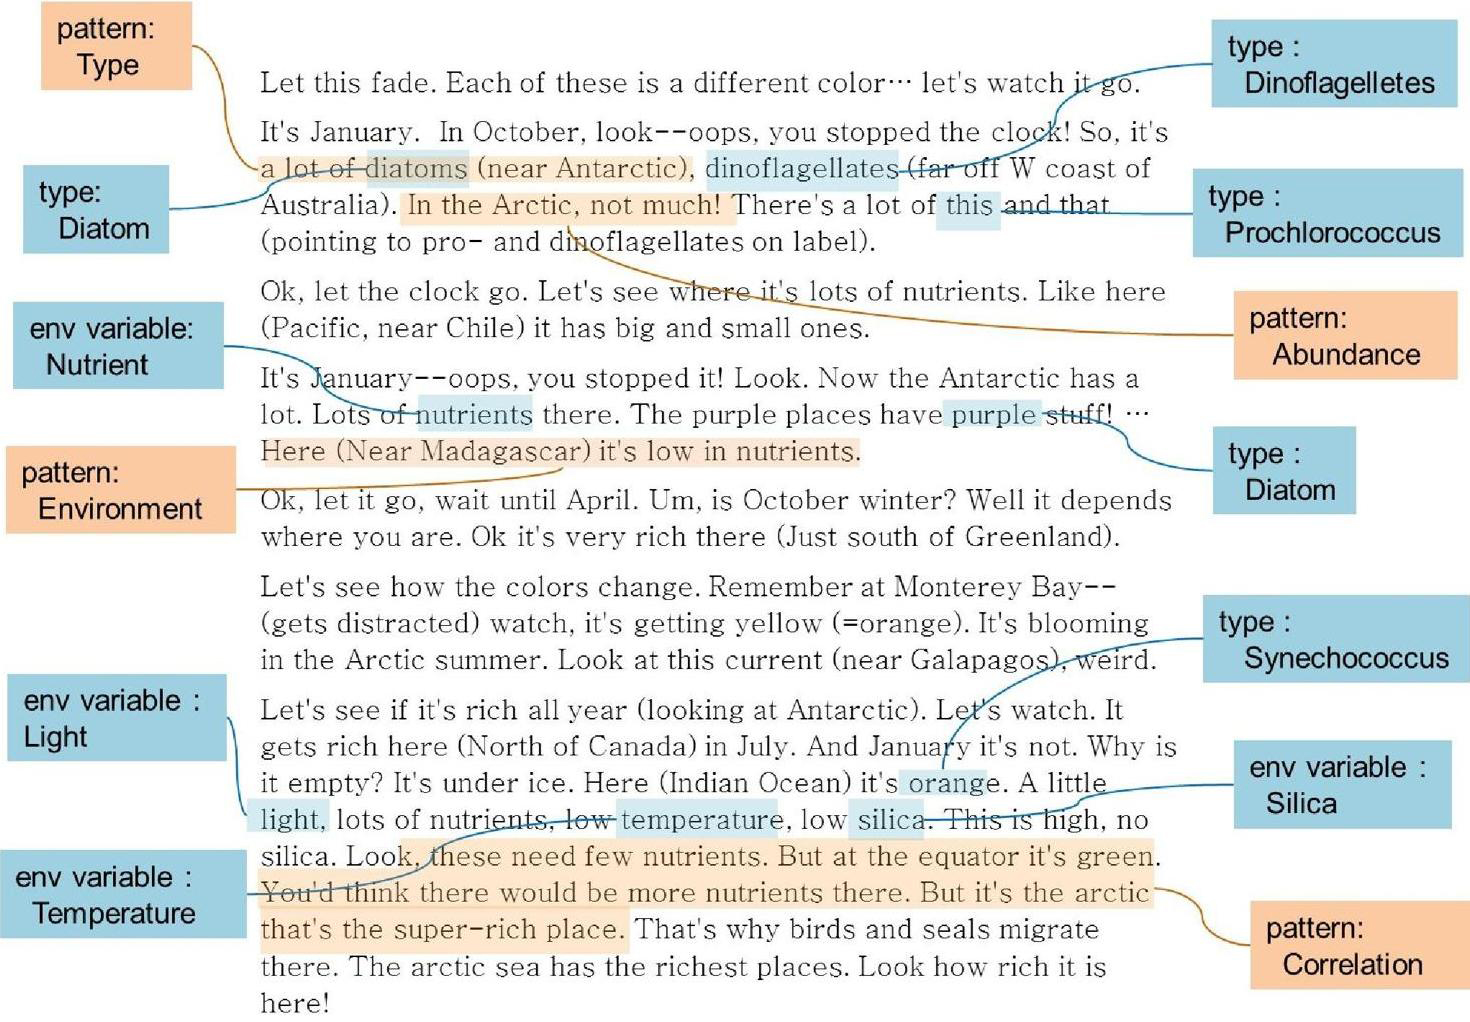 pattern:
Type
type :
Dinoflagelletes
Let this fade. Each of these is a different color··· let's watch it go.
It's January.  In October, look--oops, you stopped the clock! So, it's
a lot of diatoms (near Antarctic), dinoflagellates (far off W coast of
Australia). In the Arctic, not much! There's a lot of this and that
(pointing to pro- and dinoflagellates on label).
type:
Diatom
type :
Prochlorococcus
Ok, let the clock go. Let's see where it's lots of nutrients. Like here
(Pacific, near Chile) it has big and small ones.
env variable:
Nutrient
pattern:
Abundance
It's January--oops, you stopped it! Look. Now the Antarctic has a
lot. Lots of nutrients there. The purple places have purple stuff! ···
Here (Near Madagascar) it's low in nutrients.
pattern:
Environment
type :
Diatom
Ok, let it go, wait until April. Um, is October winter? Well it depends
where you are. Ok it's very rich there (Just south of Greenland).
Let's see how the colors change. Remember at Monterey Bay--
(gets distracted) watch, it's getting yellow (=orange). It's blooming
in the Arctic summer. Look at this current (near Galapagos), weird.
type :
Synechococcus
env variable :
Light
Let's see if it's rich all year (looking at Antarctic). Let's watch. It
gets rich here (North of Canada) in July. And January it's not. Why is
it empty? It's under ice. Here (Indian Ocean) it's orange. A little
light, lots of nutrients, low temperature, low silica. This is high, no
silica. Look, these need few nutrients. But at the equator it's green.
You'd think there would be more nutrients there. But it's the arctic
that's the super-rich place. That's why birds and seals migrate
there. The arctic sea has the richest places. Look how rich it is
here!
env variable :
Silica
env variable :
Temperature
pattern:
Correlation